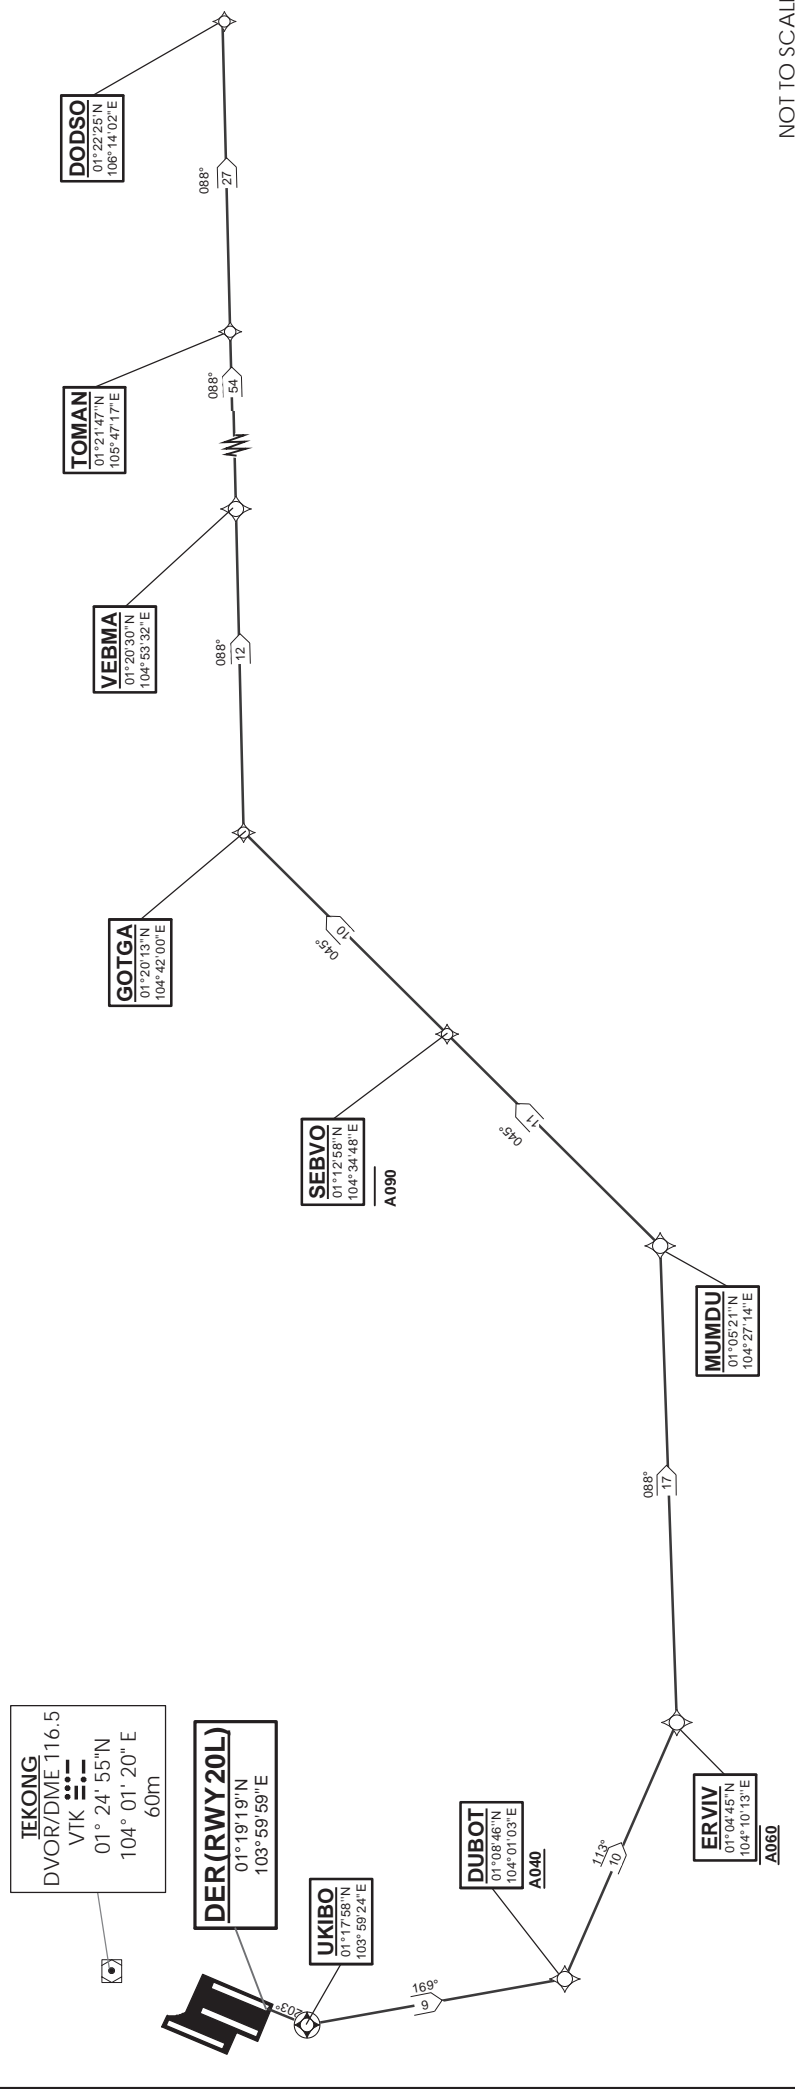 TEKONG
DVOR/DME 116.5
VTK
01° 24' 55"N
104° 01' 20" E
60m
DER(RWY20L)
01°19'19"N
103°59'59"E
203°
UKIBO
01°17'58"N
103°59'24"E
169°
9
DUBOT
01°08'46"N
104°01'03"E
A040
113°
10
ERVIV
01°04'45"N
104°10'13"E
A060
088°
17
MUMDU
01°05'21"N
104°27'14"E
045°
11
SEBVO
01°12'58"N
104°34'48"E
A090
045°
10
GOTGA
01°20'13"N
104°42'00"E
088°
12
VEBMA
01°20'30"N
104°53'32"E
088°
54
TOMAN
01°21'47"N
105°47'17"E
088°
27
DODSO
01°22'25"N
106°14'02"E
NOT TO SCAL